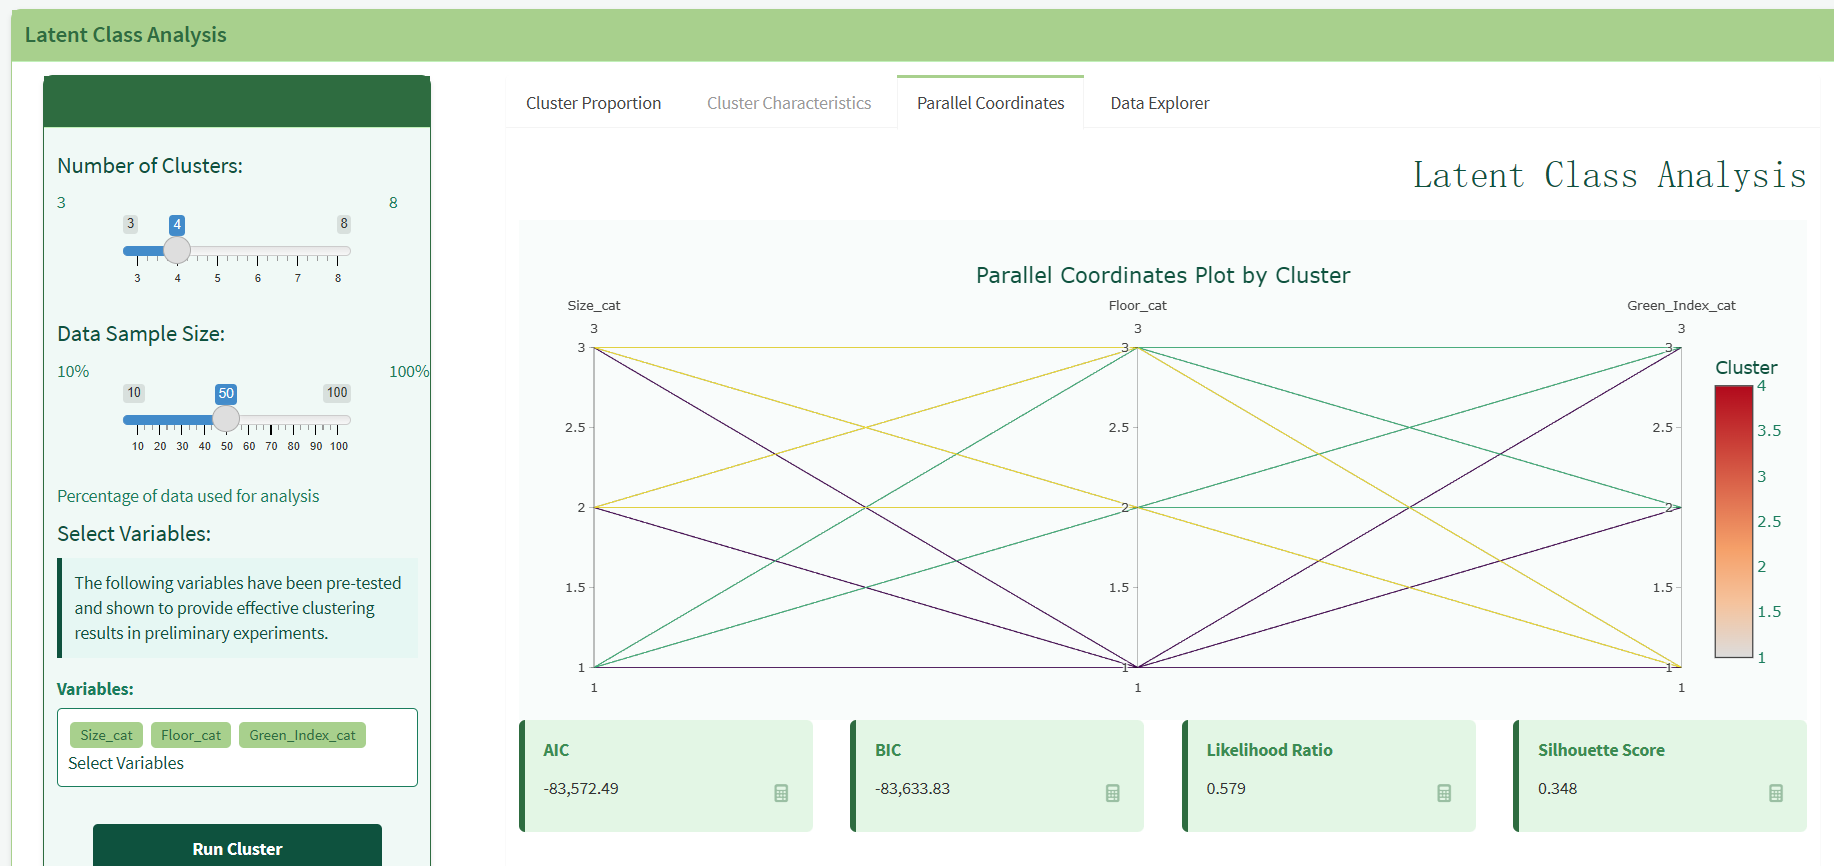 Latent Class Analysis
Number of Clusters:
3 8
3 4 8
3 4 5 6 7 8
Data Sample Size:
10% 100%
10 50 100
10 20 30 40 50 60 70 80 90 100
Percentage of data used for analysis
Select Variables:
The following variables have been pre-tested
and shown to provide effective clustering
results in preliminary experiments.
Variables:
Size_cat Floor_cat Green_Index_cat
Select Variables
Run Cluster
Cluster Proportion Cluster Characteristics Parallel Coordinates Data Explorer
Latent Class Analysis
Parallel Coordinates Plot by Cluster
Size_cat Floor_cat Green_Index_cat
3 3 3
3 3 3
2.5 2.5 2.5
2 2 2
1.5 1.5 1.5
1 1 1
1 1 1
Cluster
4
3.5
3
2.5
2
1.5
1
AIC
-83,572.49
BIC
-83,633.83
Likelihood Ratio
0.579
Silhouette Score
0.348